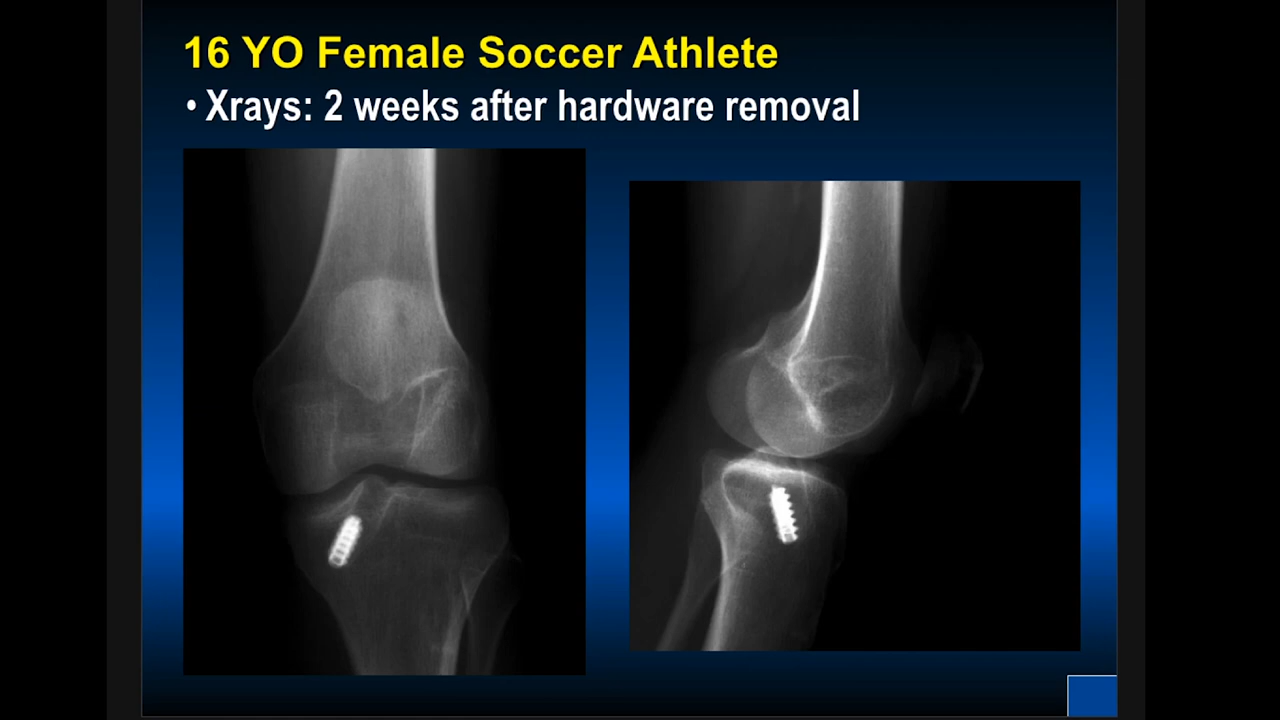 16 YO Female Soccer Athlete
• Xrays: 2 weeks after hardware removal